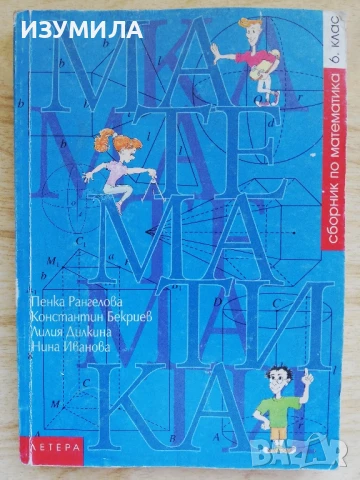 ИЗУМИЛА
МА
ТЕ
МА
ТИ
КА
сборник по математика 6. клас
Пенка Рангелова
Константин Бекриев
Лилия Дилкина
Нина Иванова
ЛЕТЕРА
BAZAR